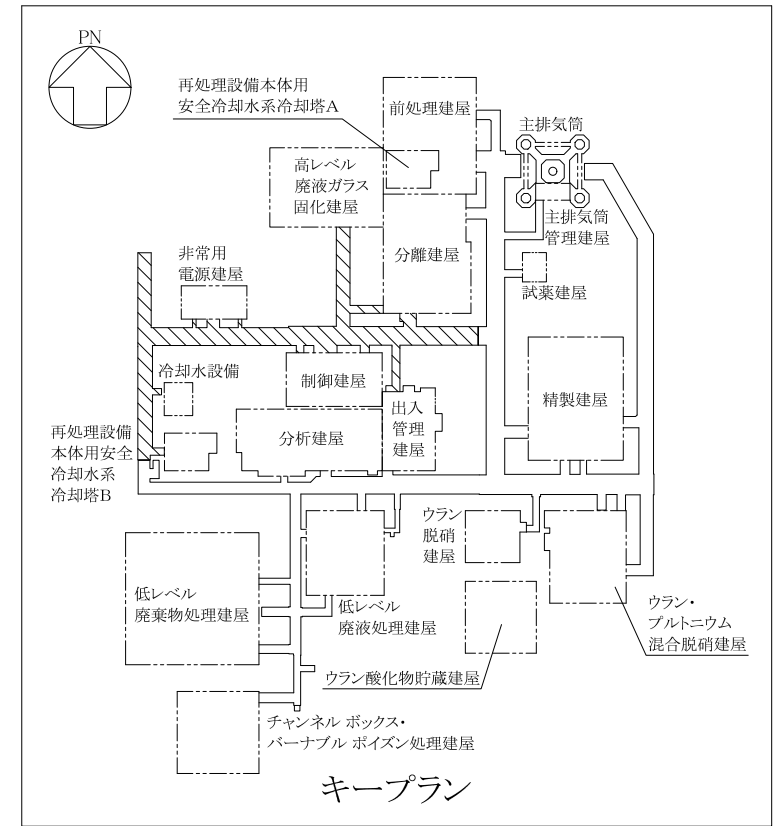 PN
再処理設備本体用
安全冷却水系冷却塔A
前処理建屋
主排気筒
高レベル
廃液ガラス
固化建屋
主排気筒
管理建屋
分離建屋
非常用
電源建屋
試薬建屋
冷却水設備
制御建屋
出入
管理
建屋
精製建屋
分析建屋
再処理設備
本体用安全
冷却水系
冷却塔B
ウラン
脱硝
建屋
低レベル
廃棄物処理建屋
低レベル
廃液処理建屋
ウラン・
プルトニウム
混合脱硝建屋
ウラン酸化物貯蔵建屋
チャンネル ボックス・
バーナブル ポイズン処理建屋
キープラン